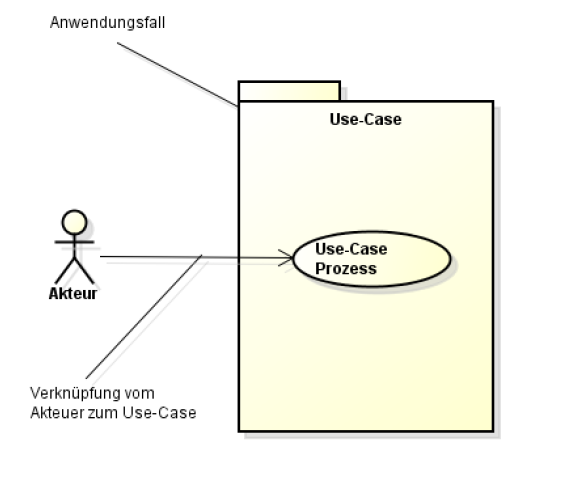 Anwendungsfall
Use-Case
Use-Case
Prozess
Akteur
Verknüpfung vom
Akteuer zum Use-Case